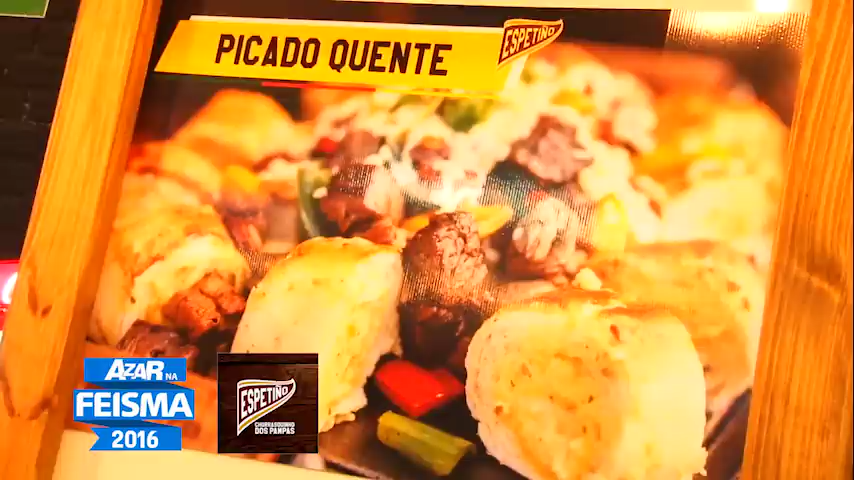 PICADO QUENTE
ESPETIÑO
AZAR NA
FEISMA
2016
ESPETIÑO
CHURRASQUINHO
DOS PAMPAS